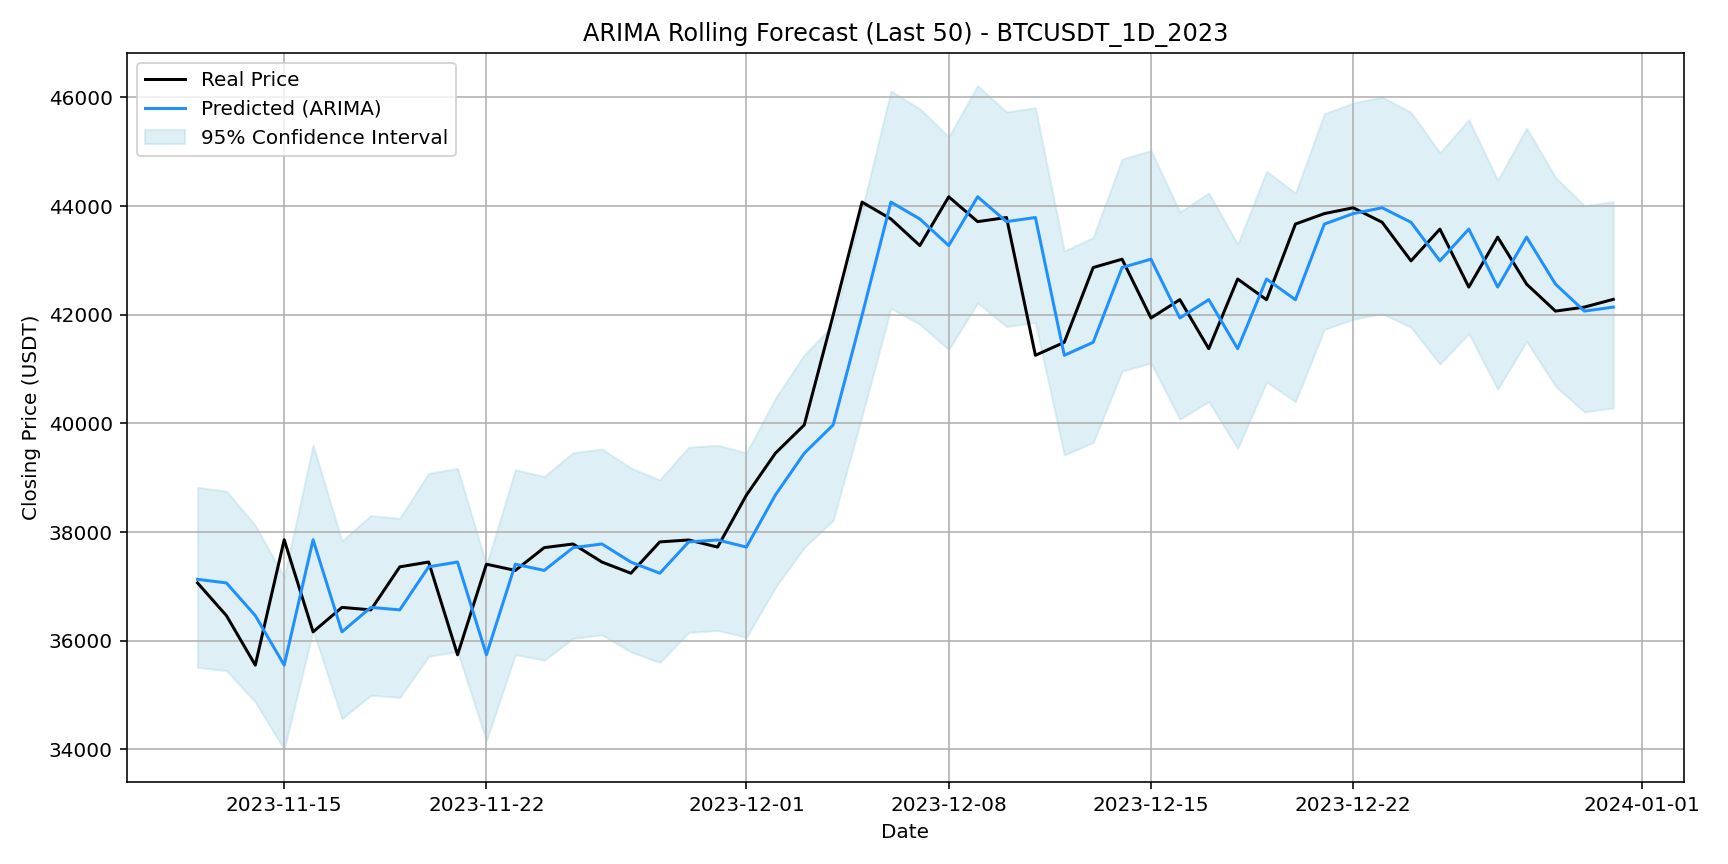 ARIMA Rolling Forecast (Last 50) - BTCUSDT_1D_2023
Real Price
Predicted (ARIMA)
95% Confidence Interval
46000
44000
42000
40000
38000
36000
34000
Closing Price (USDT)
2023-11-15 2023-11-22 2023-12-01 2023-12-08 2023-12-15 2023-12-22 2024-01-01
Date